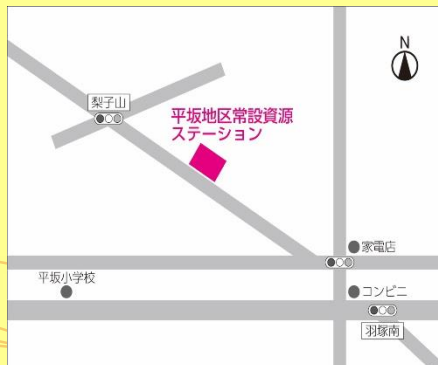 N
梨子山
平坂地区常設資源
ステーション
家電店
平坂小学校
コンビニ
羽塚南